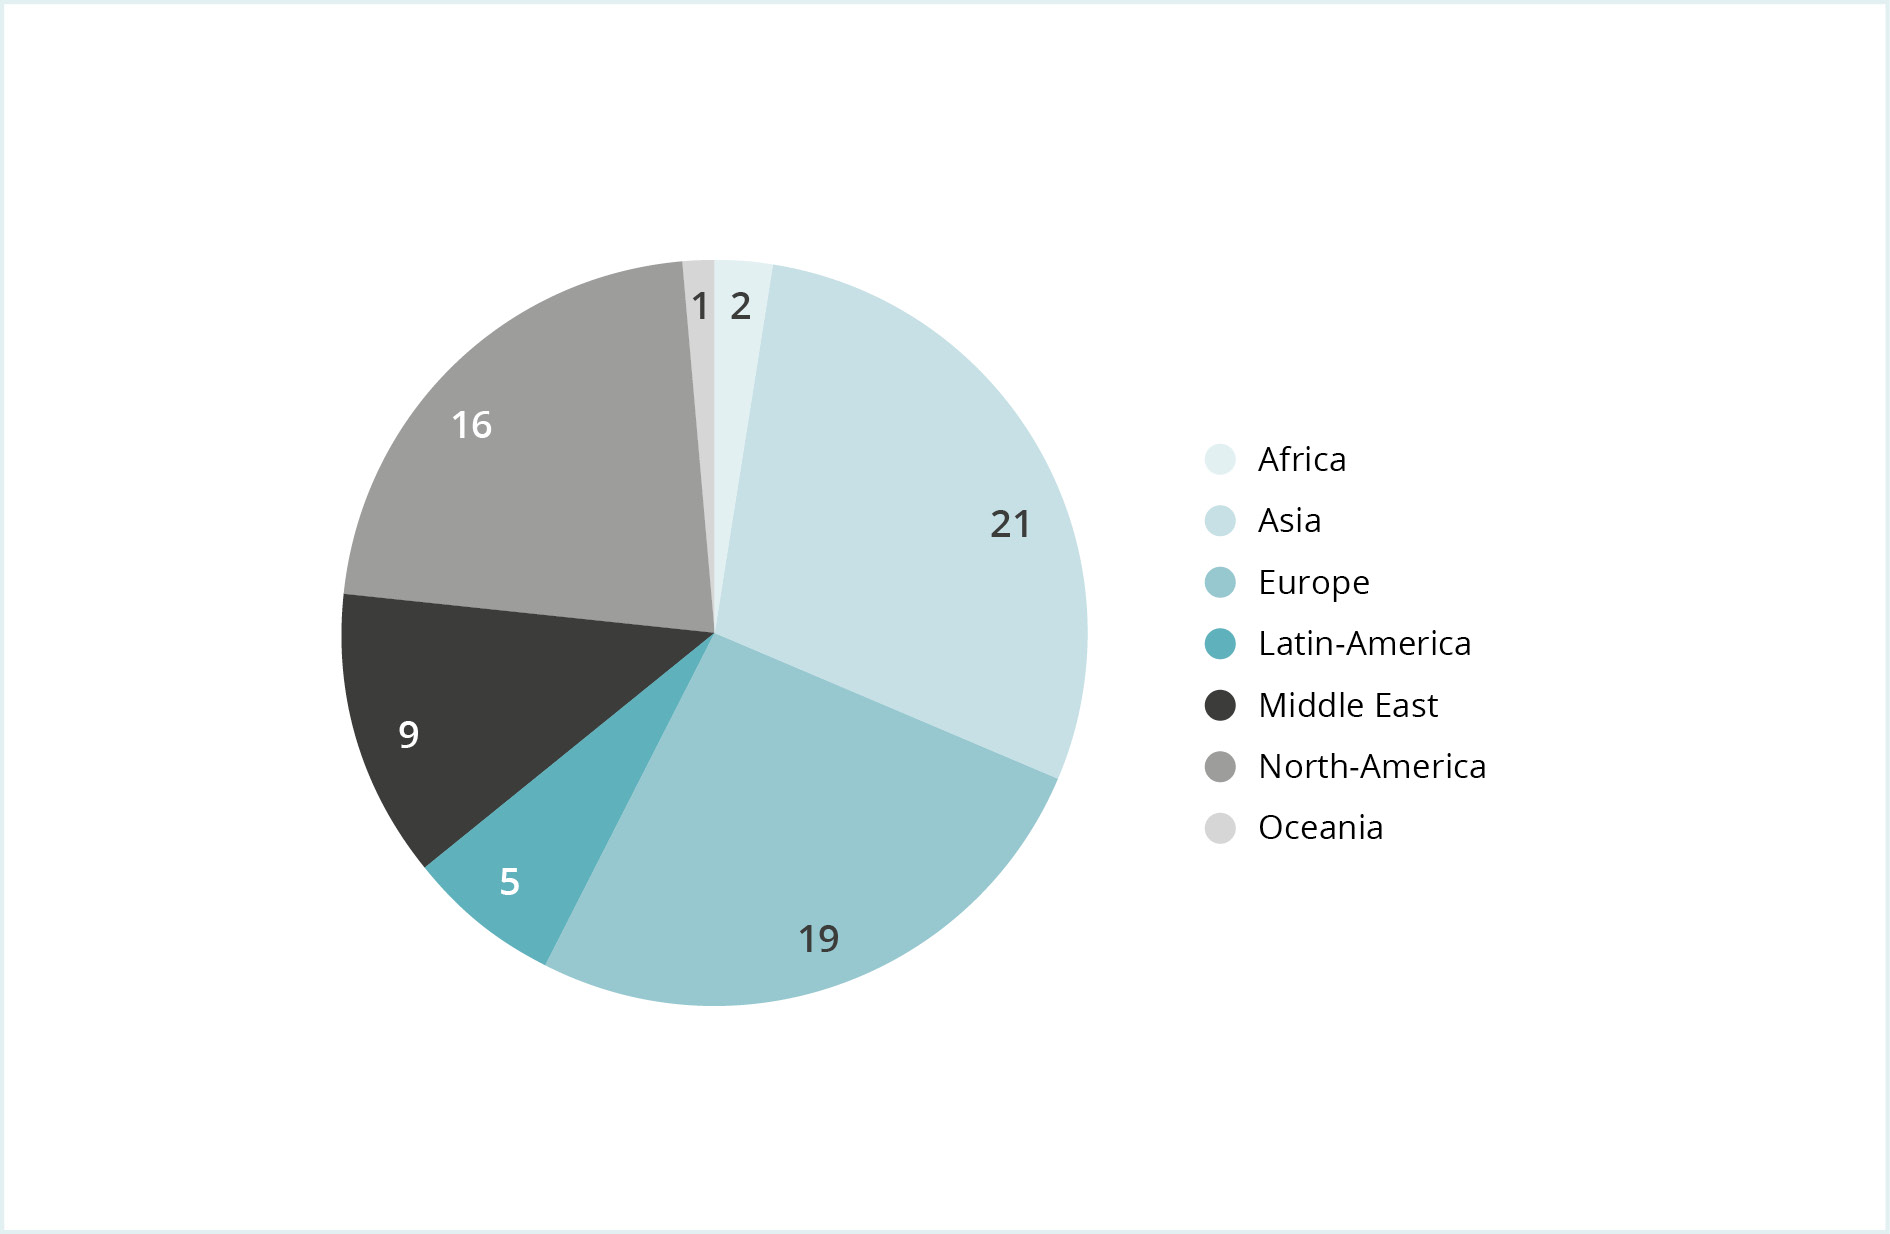 1
2
16
21
9
5
19
Africa
Asia
Europe
Latin-America
Middle East
North-America
Oceania